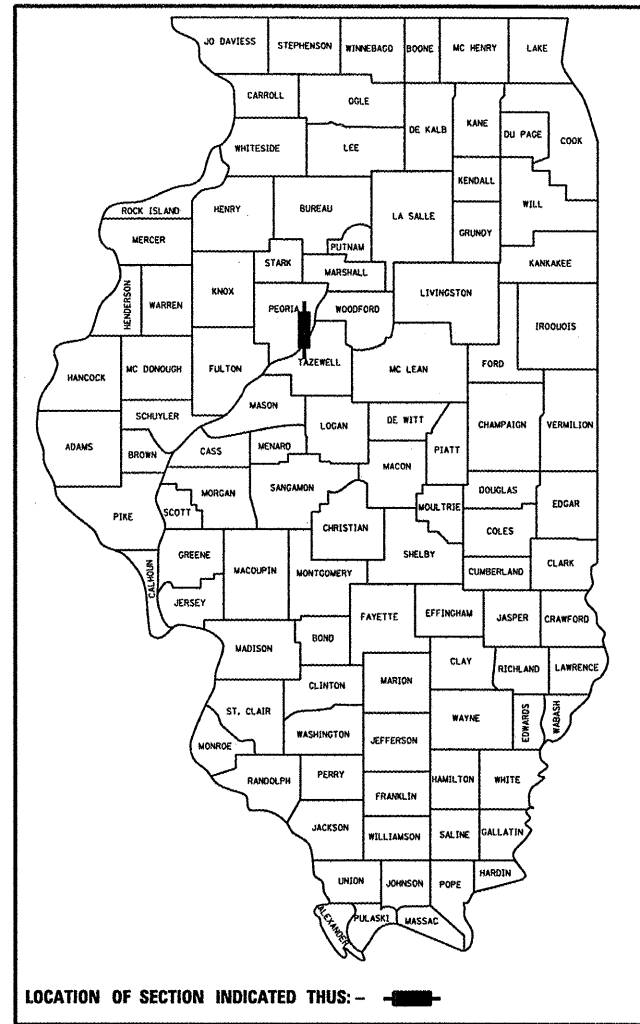 JO DAVIESS STEPHENSON WINNEBAGO BOONE MC HENRY LAKE
CARROLL OGLE DE KALB KANE DU PAGE COOK
WHITESIDE LEE
KENDALL
ROCK ISLAND HENRY BUREAU LA SALLE WILL
MERCER PUTNAM GRUNDY
STARK MARSHALL KANKAKEE
HENDERSON WARREN KNOX PEORIA WOODFORD LIVINGSTON IROQUOIS
TAZEWELL
HANCOCK MC DONOUGH FULTON MC LEAN FORD
MASON
SCHUYLER LOGAN DE WITT CHAMPAIGN VERMILION
ADAMS BROWN CASS MENARD PIATT
MACON
MORGAN SANGAMON DOUGLAS
PIKE SCOTT MOULTRIE EDGAR
CHRISTIAN COLES
GREENE SHELBY
CALHOUN MACOUPIN MONTGOMERY CUMBERLAND CLARK
JERSEY
FAYETTE EFFINGHAM JASPER CRAWFORD
BOND
MADISON
CLAY RICHLAND LAWRENCE
CLINTON MARION
ST. CLAIR
WAYNE EDWARDS WABASH
WASHINGTON JEFFERSON
MONROE
RANDOLPH PERRY HAMILTON WHITE
FRANKLIN
JACKSON WILLIAMSON SALINE GALLATIN
UNION JOHNSON POPE HARDIN
ALEXANDER PULASKI MASSAC
LOCATION OF SECTION INDICATED THUS: -